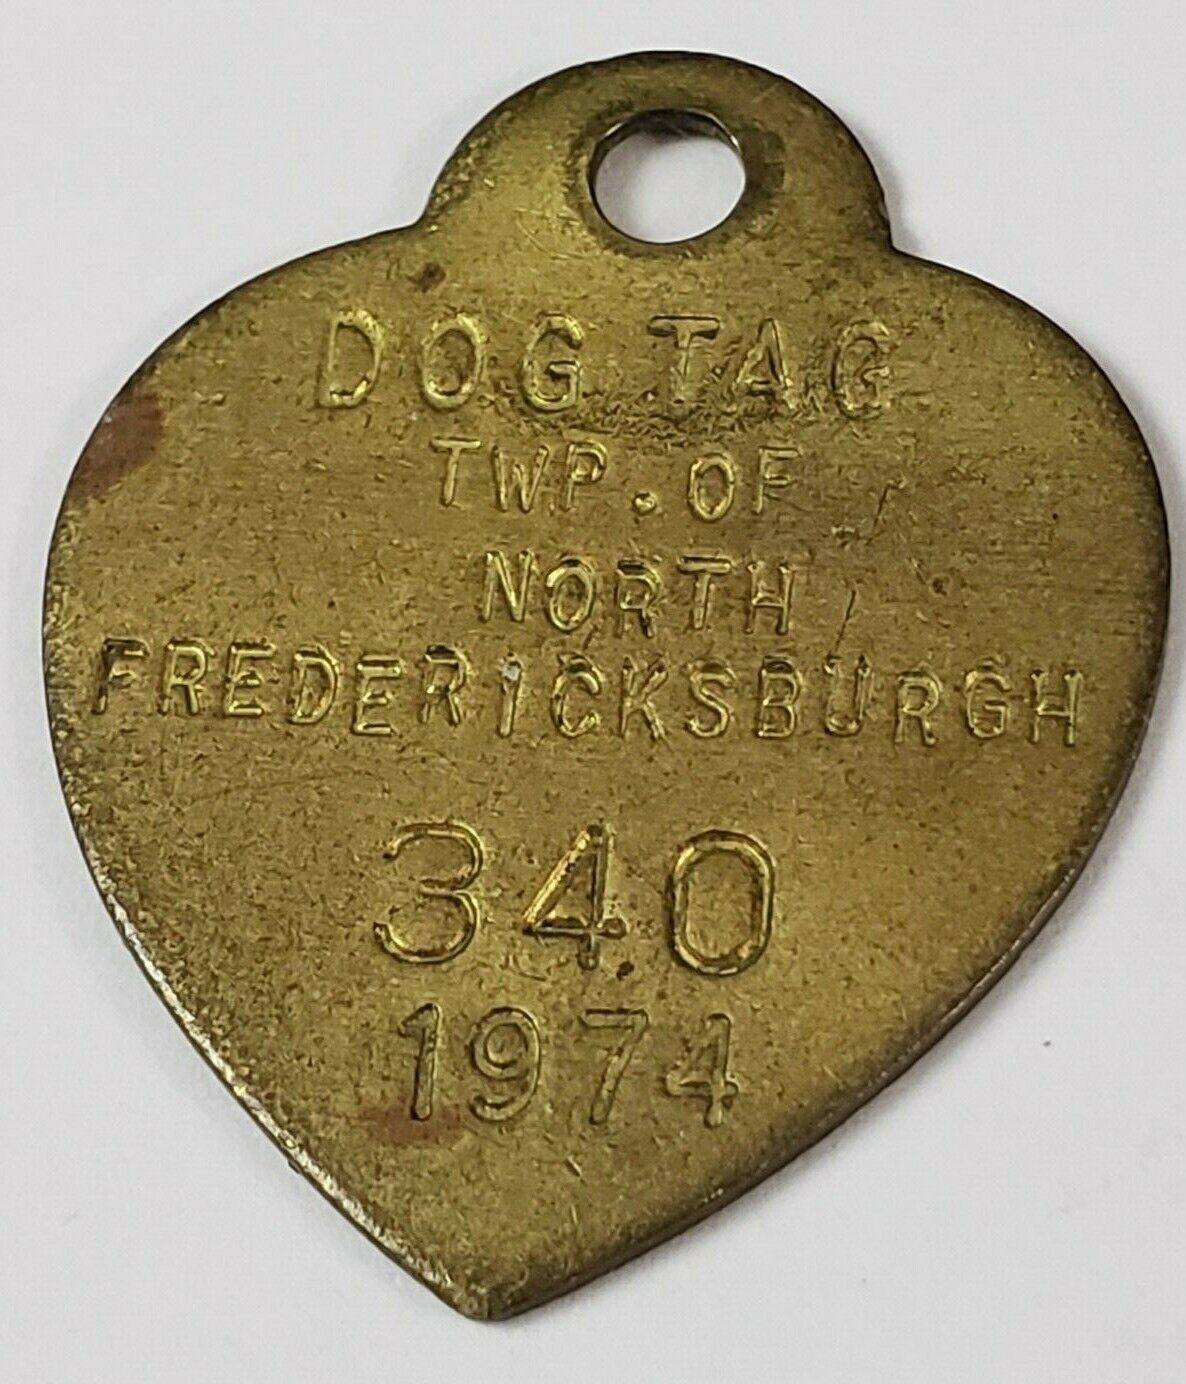 DOG TAG
TWP. OF
NORTH
FREDERICKSBURGH
340
1974